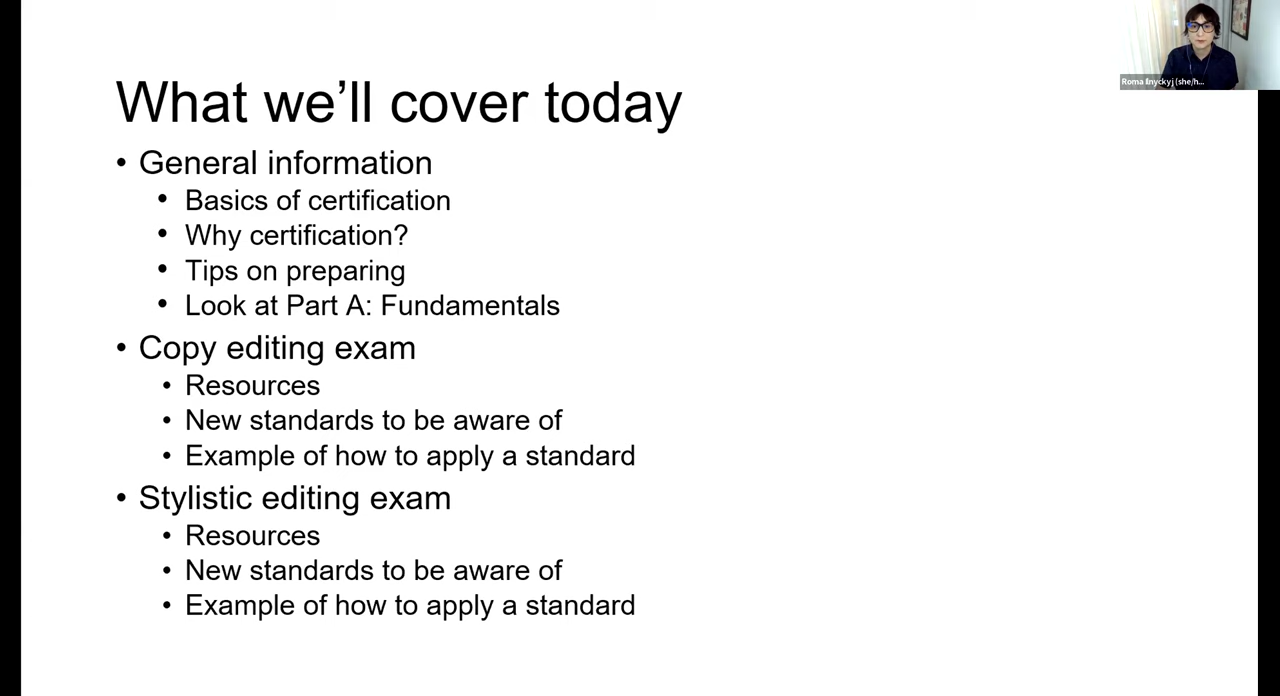 What we'll cover today
• General information
• Basics of certification
• Why certification?
• Tips on preparing
• Look at Part A: Fundamentals
• Copy editing exam
• Resources
• New standards to be aware of
• Example of how to apply a standard
• Stylistic editing exam
• Resources
• New standards to be aware of
• Example of how to apply a standard
Roma Ilnyckyj (she/h...